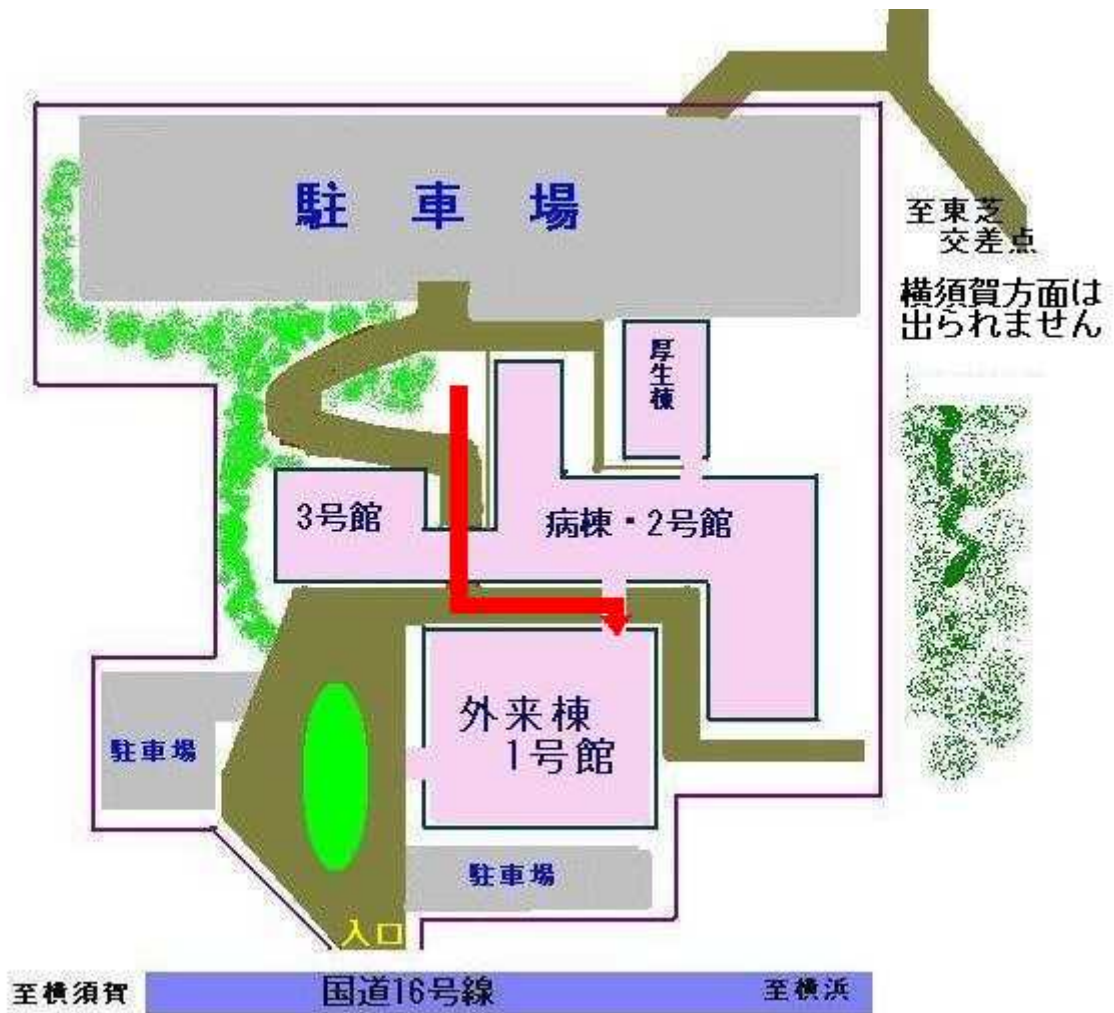 駐車場
至東芝
交差点
横須賀方面は
出られません
厚生棟
3号館
病棟・2号館
外来棟
1号館
駐車場
駐車場
入口
至横須賀
国道16号線
至横浜